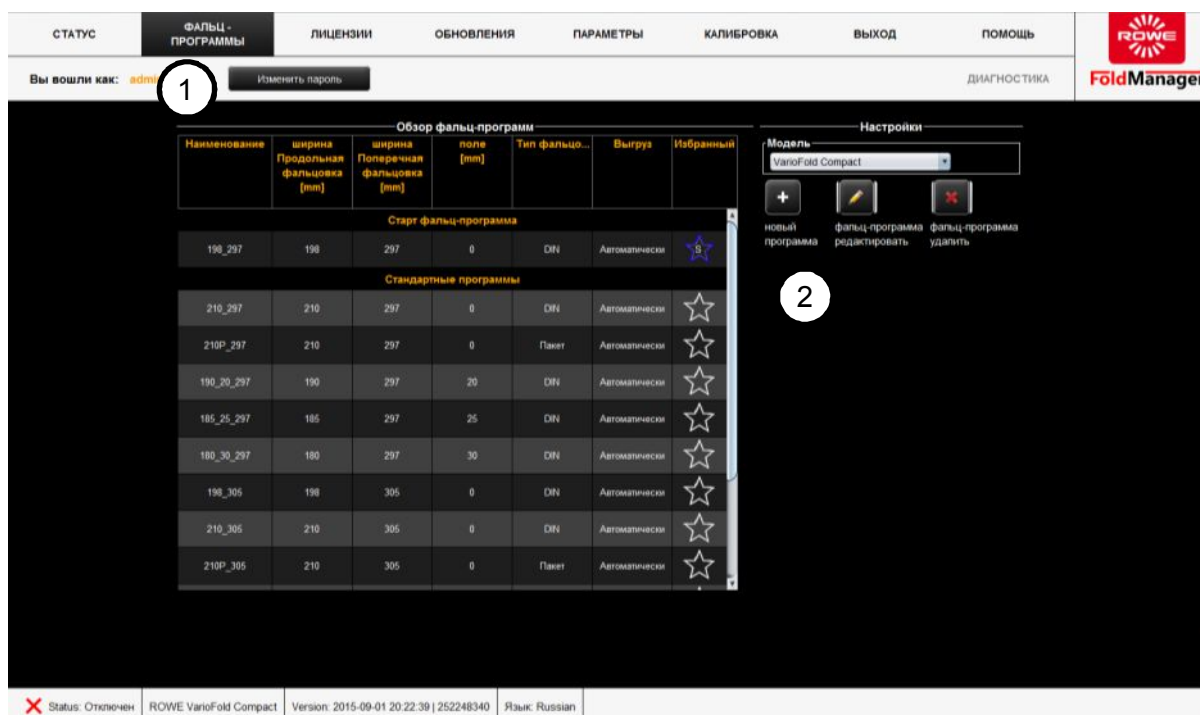 СТАТУС
ФАЛЬЦ -
ПРОГРАММЫ
ЛИЦЕНЗИИ
ОБНОВЛЕНИЯ
ПАРАМЕТРЫ
КАЛИБРОВКА
ВЫХОД
ПОМОЩЬ
ROWE
FoldManager
Вы вошли как:
1
Изменить пароль
ДИАГНОСТИКА
Обзор фальц-программ
Наименование
ширина
Продольная
фальцовка
[mm]
ширина
Поперечная
фальцовка
[mm]
поле
[mm]
Тип фальцо...
Выгруз
Избранный
Старт фальц-программа
198_297 198 297 0 DIN Автоматически S
Стандартные программы
210_297 210 297 0 DIN Автоматически
210P_297 210 297 0 Пакет Автоматически
190_20_297 190 297 20 DIN Автоматически
185_25_297 185 297 25 DIN Автоматически
180_30_297 180 297 30 DIN Автоматически
198_305 198 305 0 DIN Автоматически
210_305 210 305 0 DIN Автоматически
210P_305 210 305 0 Пакет Автоматически
Настройки
Модель
VarioFold Compact
новый
программа
фальц-программа
редактировать
фальц-программа
удалить
2
Status: Отключен
ROWE VarioFold Compact
Version: 2015-09-01 20:22:39 | 252248340
Язык: Russian